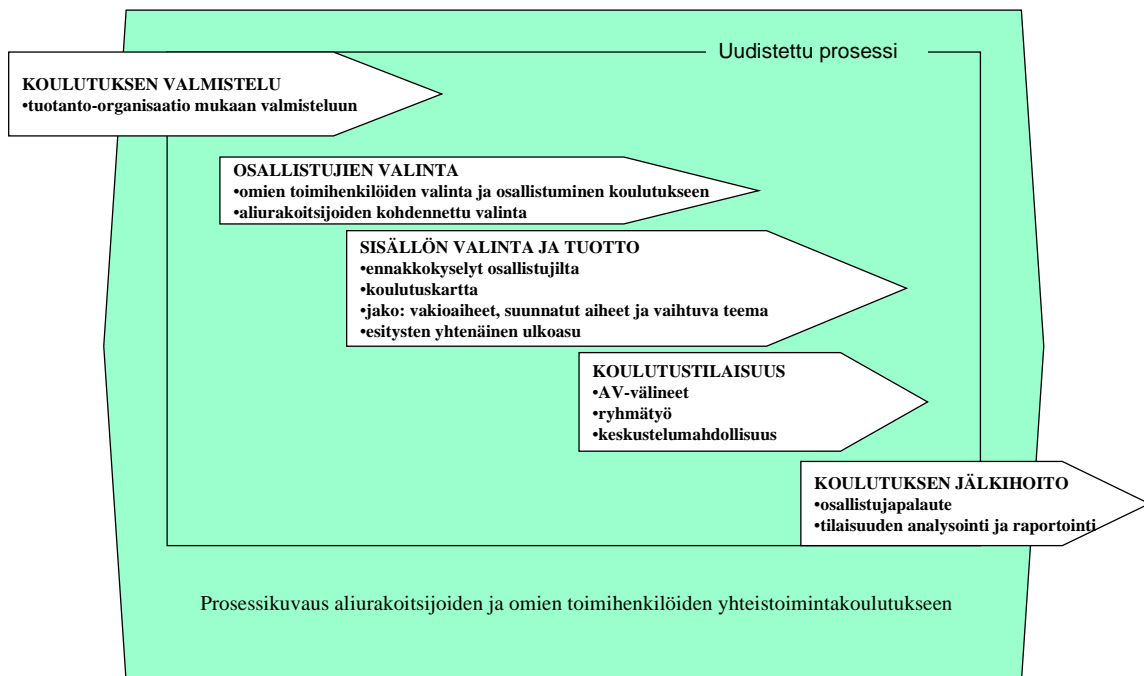 Uudistettu prosessi
KOULUTUKSEN VALMISTELU
•tuotanto-organisaatio mukaan valmisteluun
OSALLISTUJIEN VALINTA
•omien toimihenkilöiden valinta ja osallistuminen koulutukseen
•aliurakoitsijoiden kohdennettu valinta
SISÄLLÖN VALINTA JA TUOTTO
•ennakkokyselyt osallistujilta
•koulutuskartta
•jako: vakioaiheet, suunnatut aiheet ja vaihtuva teema
•esitysten yhtenäinen ulkoasu
KOULUTUSTILAISUUS
•AV-välineet
•ryhmätyö
•keskustelumahdollisuus
KOULUTUKSEN JÄLKIHOITO
•osallistujapalaute
•tilaisuuden analysointi ja raportointi
Prosessikuvaus aliurakoitsijoiden ja omien toimihenkilöiden yhteistoimintakoulutukseen